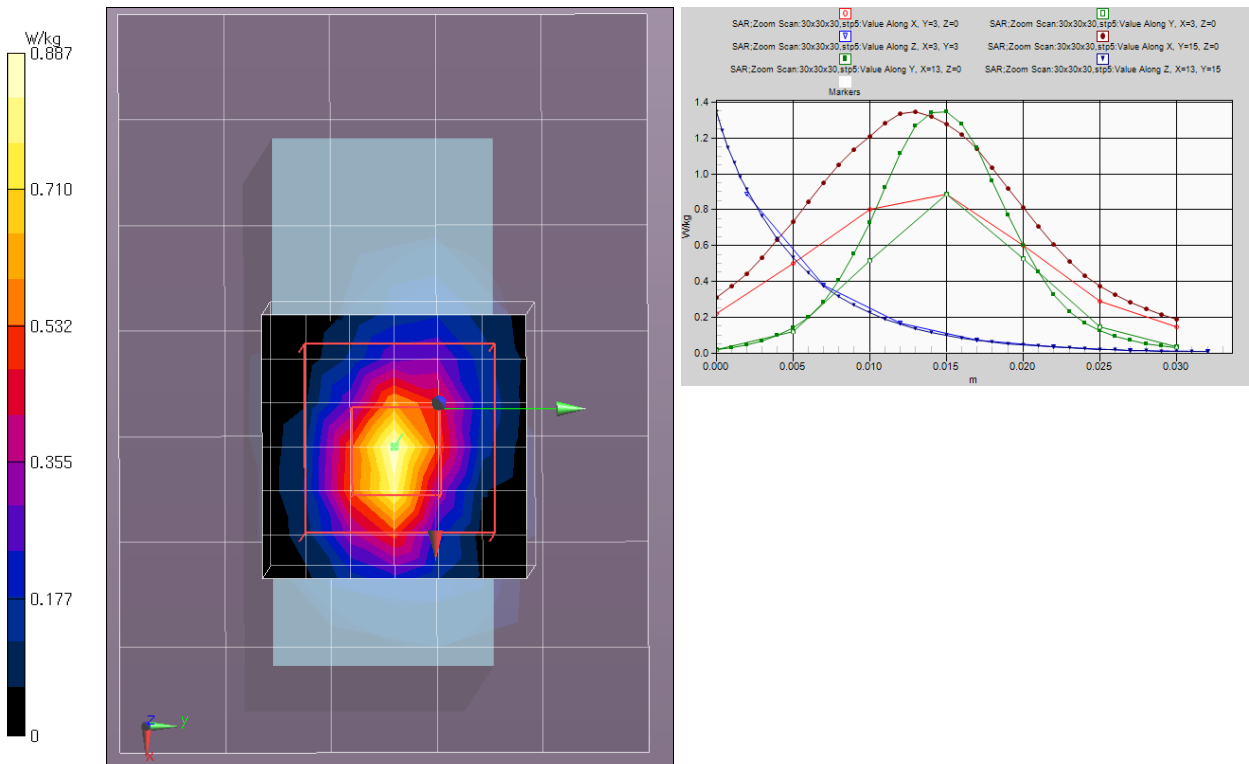 W/kg
0.887
0.710
0.532
0.355
0.177
0
Z
y
X
SAR;Zoom Scan:30x30x30,stp5:Value Along X, Y=3, Z=0
SAR;Zoom Scan:30x30x30,stp5:Value Along Y, X=3, Z=0
SAR;Zoom Scan:30x30x30,stp5:Value Along Z, X=3, Y=3
SAR;Zoom Scan:30x30x30,stp5:Value Along X, Y=15, Z=0
SAR;Zoom Scan:30x30x30,stp5:Value Along Y, X=13, Z=0
SAR;Zoom Scan:30x30x30,stp5:Value Along Z, X=13, Y=15
Markers
1.4
1.2
1.0
0.8
0.6
0.4
0.2
0.0
W/kg
0.000
0.005
0.010
0.015
0.020
0.025
0.030
m